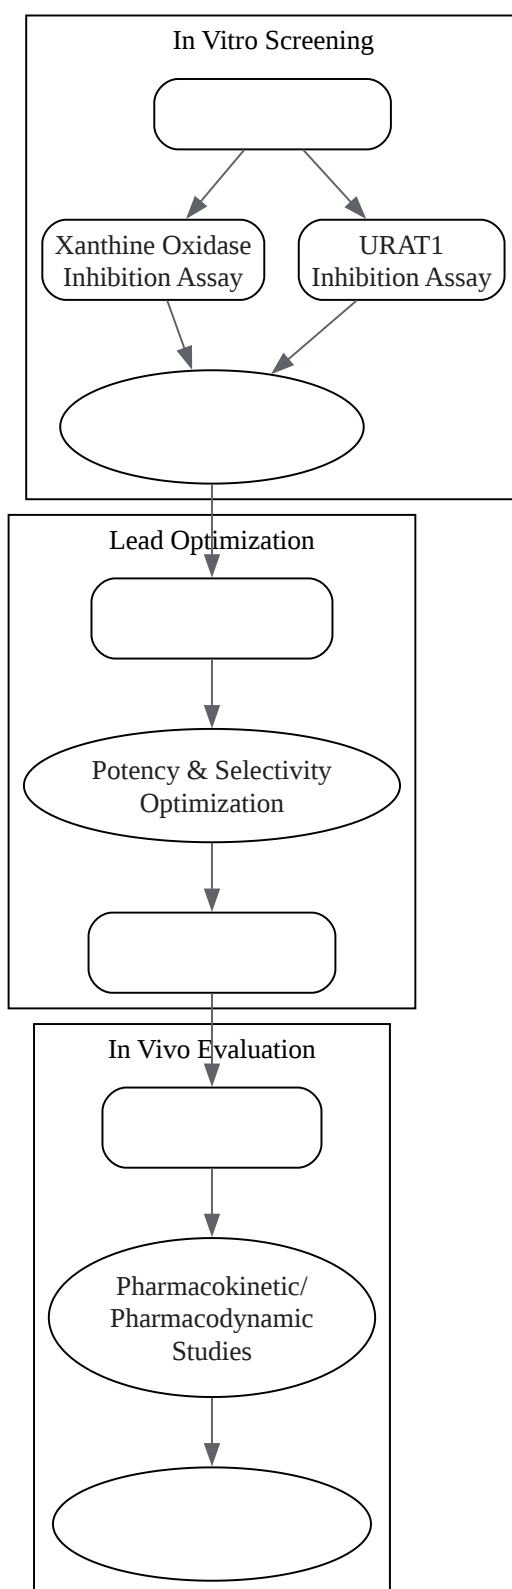 In Vitro Screening
Xanthine Oxidase
Inhibition Assay
URAT1
Inhibition Assay
Lead Optimization
Potency & Selectivity
Optimization
In Vivo Evaluation
Pharmacokinetic/
Pharmacodynamic
Studies